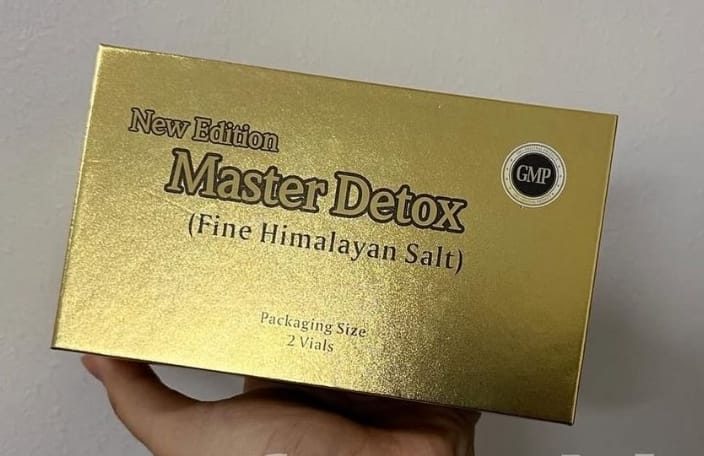 New Edition
Master Detox
(Fine Himalayan Salt)
GMP
Packaging Size
2 Vials